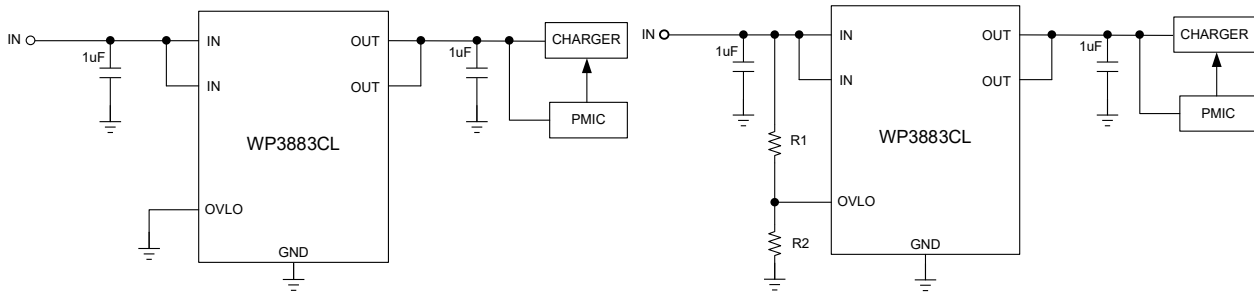 IN
1uF
IN
IN
WP3883CL
OVLO
GND
OUT
OUT
1uF
CHARGER
PMIC
IN
1uF
R1
R2
IN
IN
WP3883CL
OVLO
GND
OUT
OUT
1uF
CHARGER
PMIC